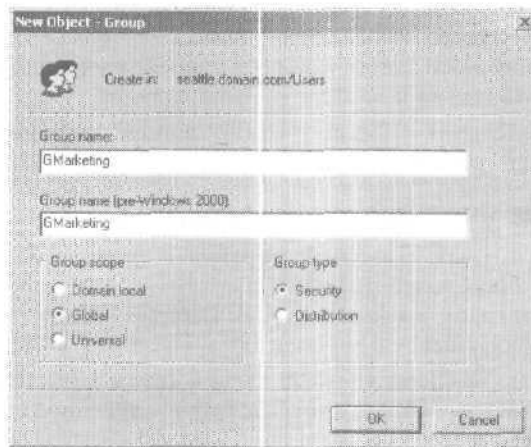 New Object - Group
Create in: seattle.domain.com/Users
Group name:
GMarketing
Group name (pre-Windows 2000):
GMarketing
Group scope
Domain local
Global
Universal
Group type
Security
Distribution
OK
Cancel